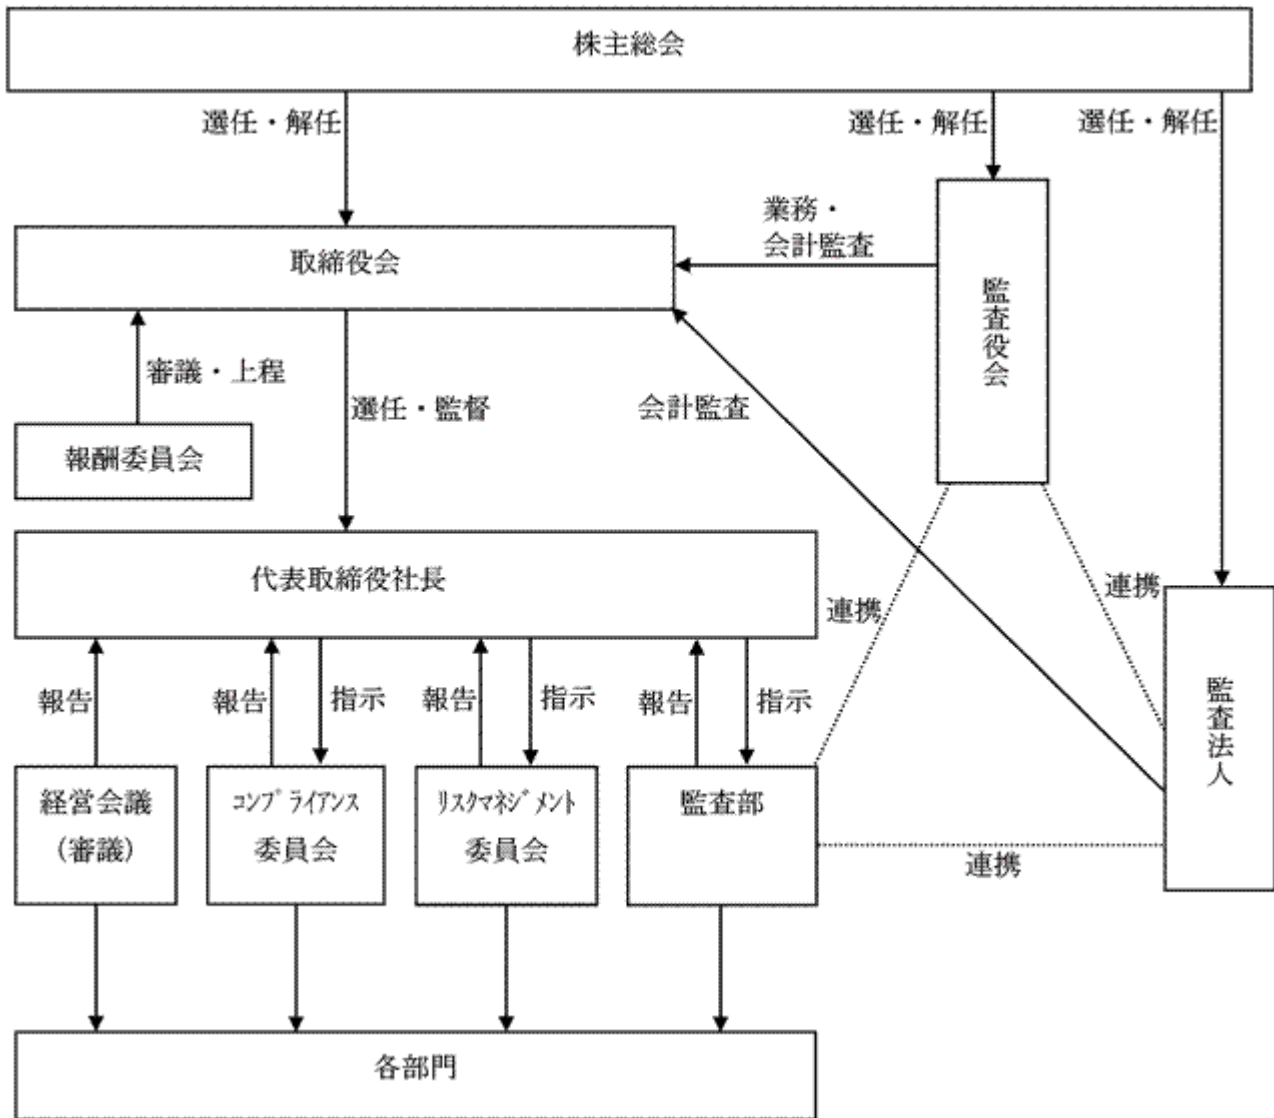 株主総会
選任・解任
選任・解任
選任・解任
業務・
会計監査
取締役会
監査役会
審議・上程
選任・監督
会計監査
報酬委員会
代表取締役社長
連携
連携
報告
報告
指示
報告
指示
報告
指示
監査法人
経営会議
(審議)
ｺﾝﾌﾟﾗｲｱﾝｽ
委員会
ﾘｽｸﾏﾈｼﾞﾒﾝﾄ
委員会
監査部
連携
各部門